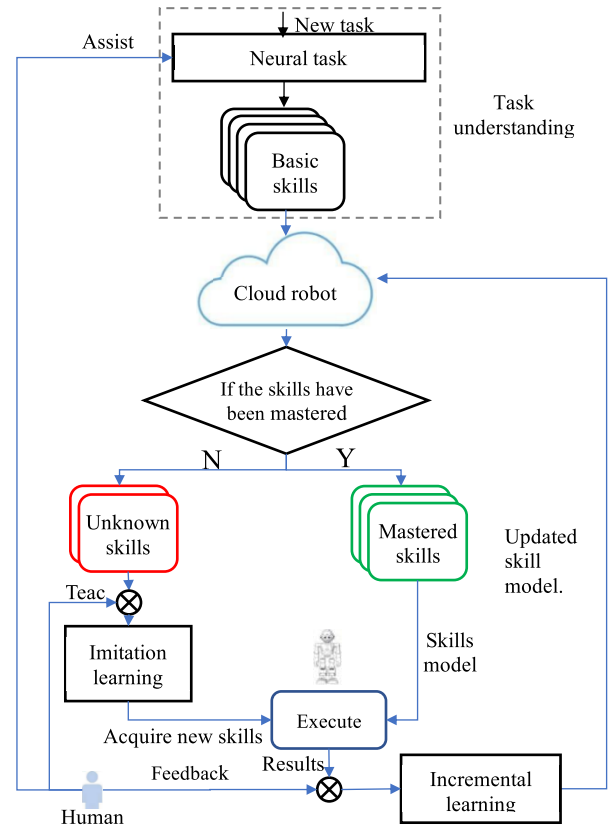 New task
Assist
Neural task
Task
understanding
Basic
skills
Cloud robot
If the skills have
been mastered
N
Y
Unknown
skills
Mastered
skills
Updated
skill
model.
Teac
Imitation
learning
Skills
model
Execute
Acquire new skills
Results
Feedback
Incremental
learning
Human